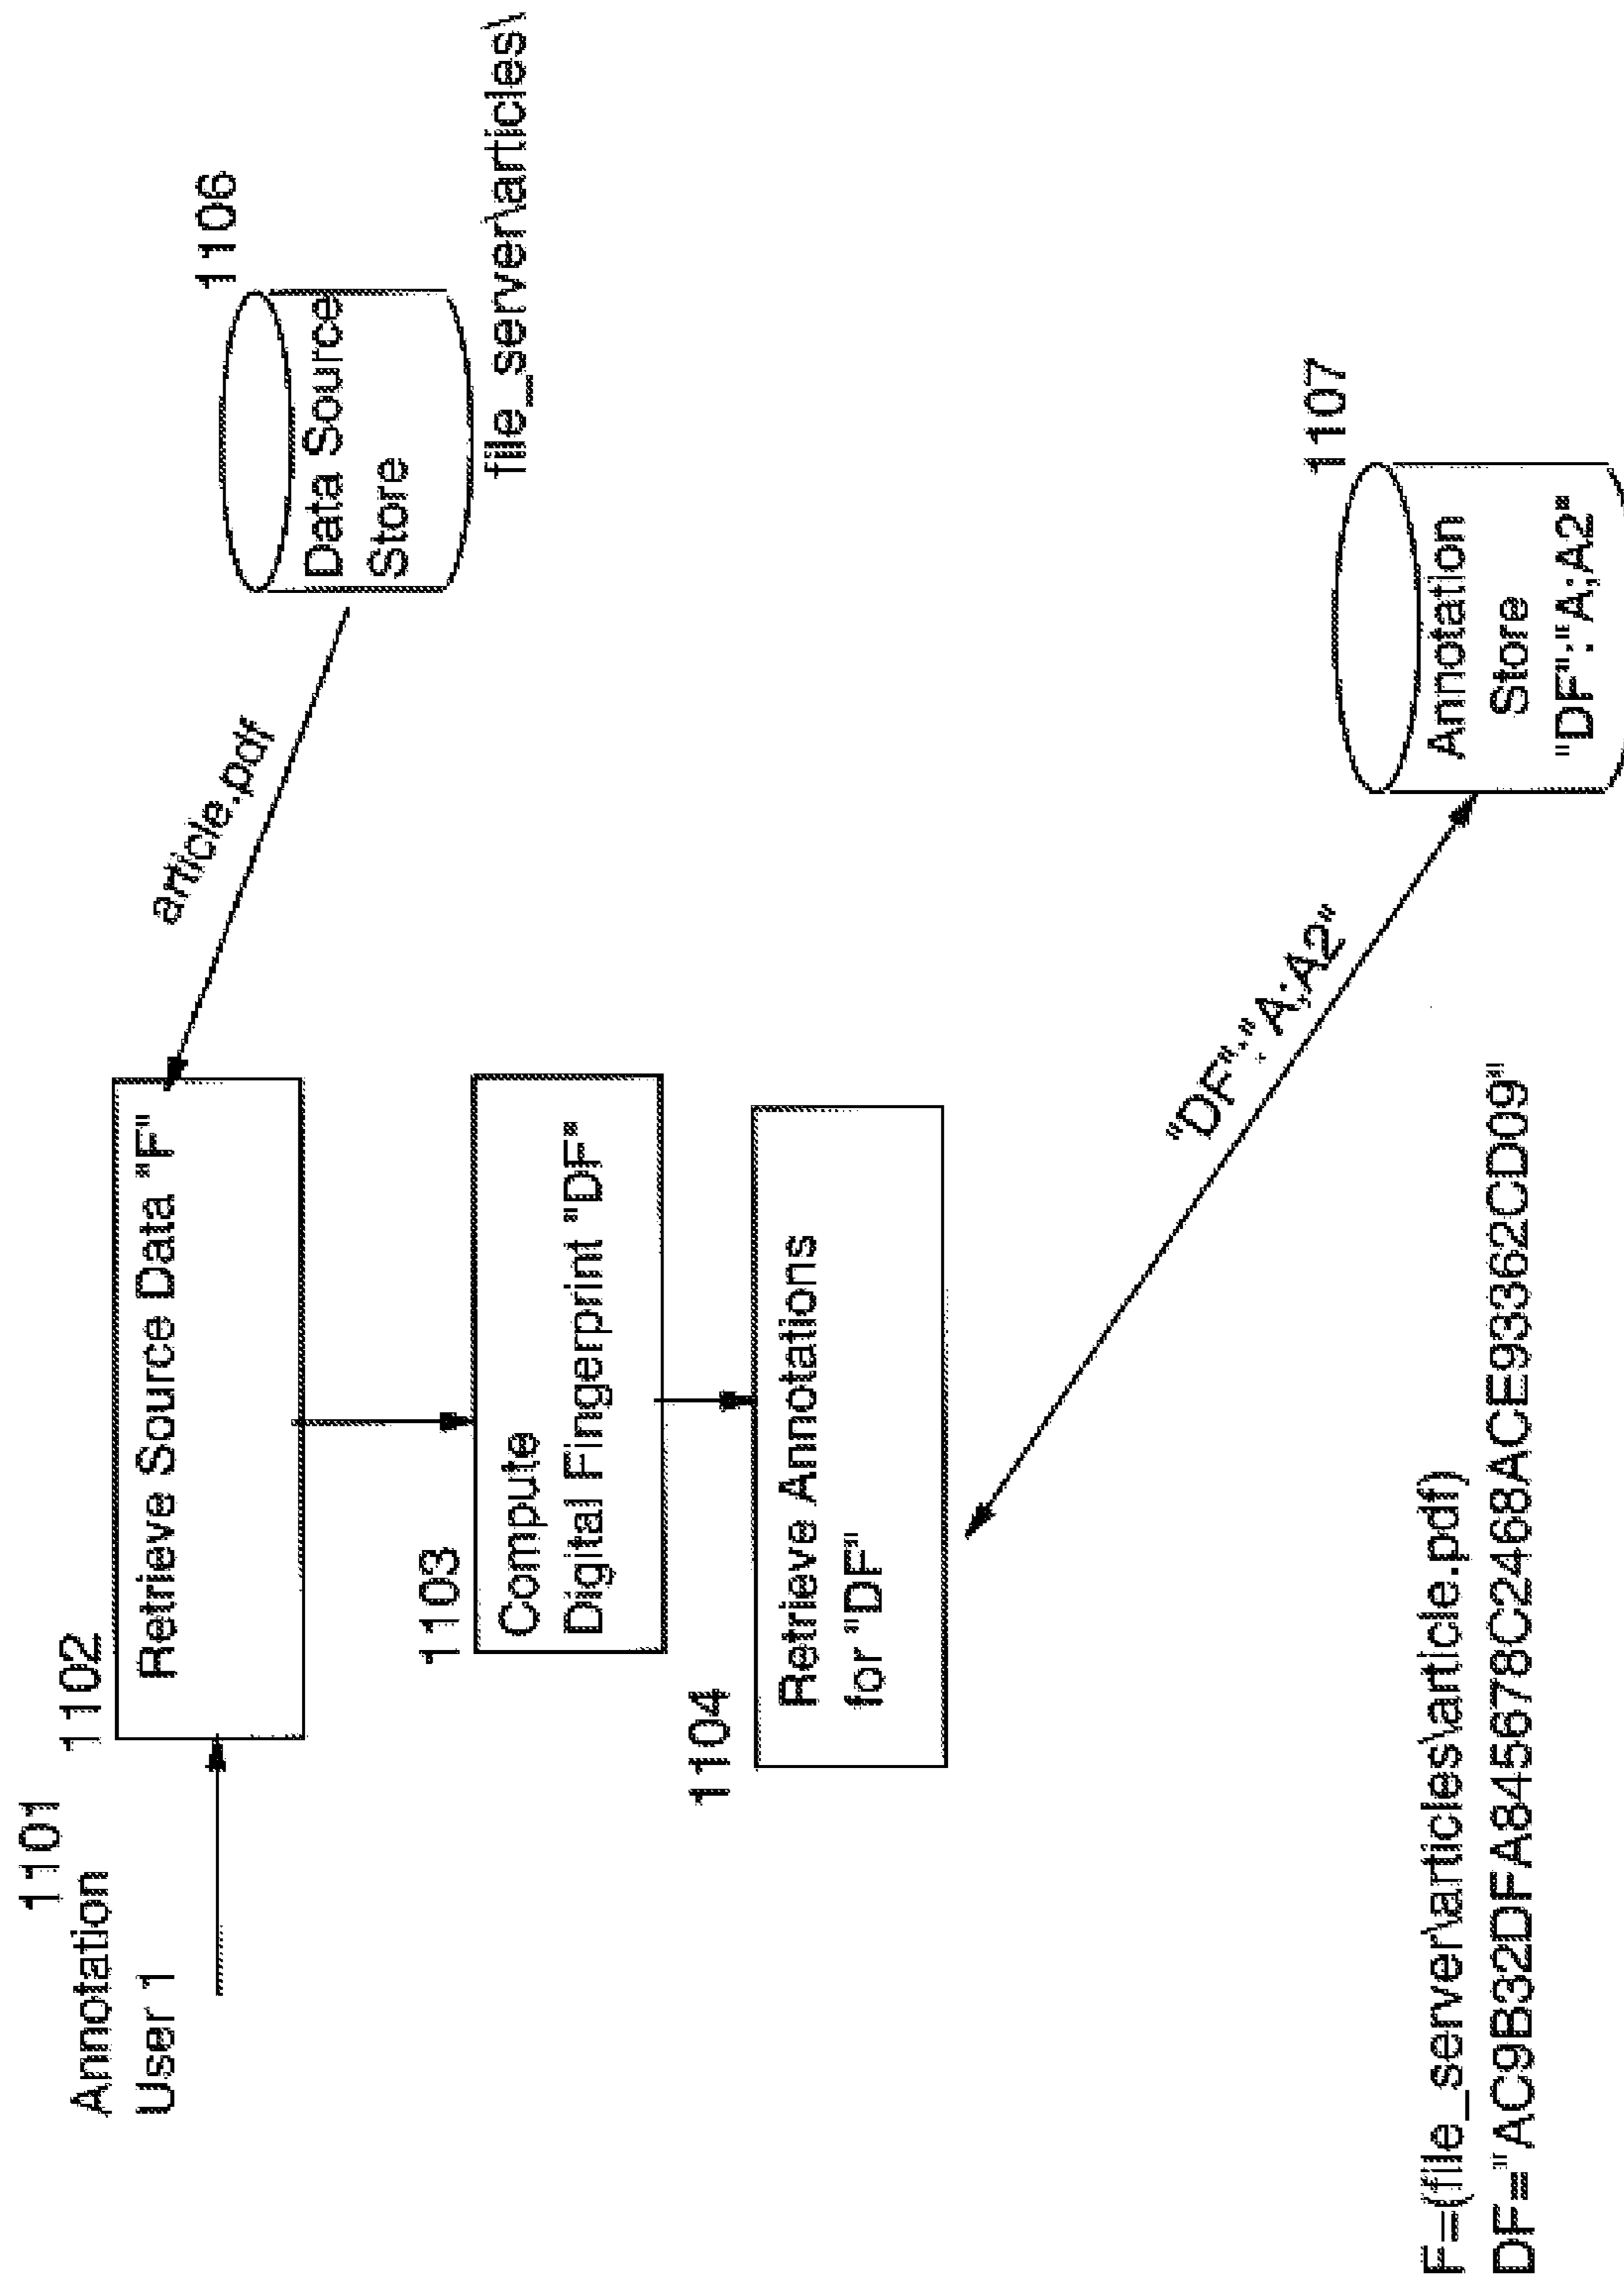 1101
Annotation
User 1
1102
Retrieve Source Data "F"
article.pdf
1106
Data Source
Store
file_server\articles\
1103
Compute
Digital Fingerprint "DF"
1104
Retrieve Annotations
for "DF"
"DF":"A;A2"
1107
Annotation
Store
"DF":"A;A2"
F=(file_server\articles\article.pdf)
DF="AC9B32DFA845678C2468ACE93362CD09"